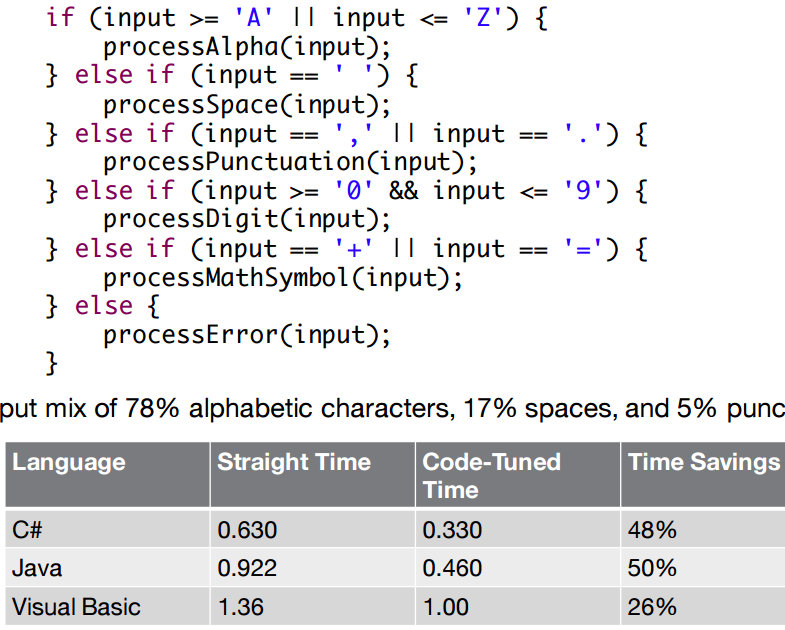 if (input >= 'A' || input <= 'Z') {
    processAlpha(input);
} else if (input == ' ') {
    processSpace(input);
} else if (input == ',' || input == '.') {
    processPunctuation(input);
} else if (input >= '0' && input <= '9') {
    processDigit(input);
} else if (input == '+' || input == '=') {
    processMathSymbol(input);
} else {
    processError(input);
}
put mix of 78% alphabetic characters, 17% spaces, and 5% punc
Language Straight Time Code-Tuned Time Time Savings
C# 0.630 0.330 48%
Java 0.922 0.460 50%
Visual Basic 1.36 1.00 26%